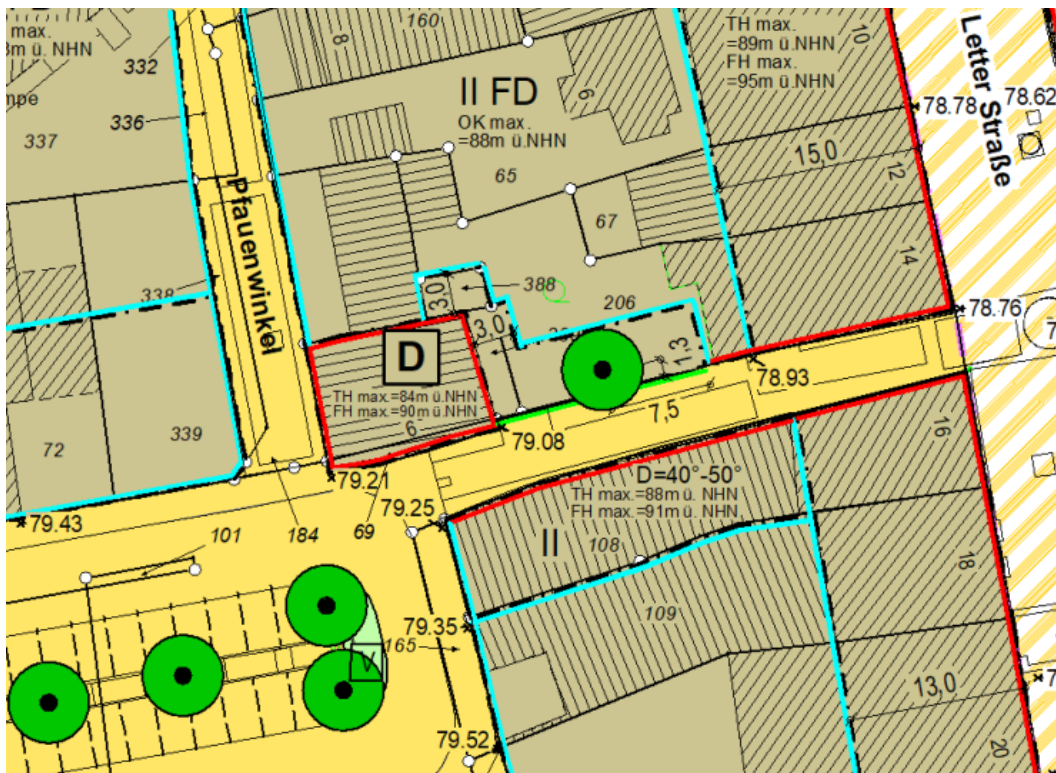 max.
3m ü. NHN
mpe
332
336
337
338
339
72
Pfauenwinkel
160
8
II FD
OK max.
=88m ü.NHN
65
6
67
388
206
3,0
3,0
1,3
TH max.
=89m ü.NHN
FH max.
=95m ü.NHN
10
15,0
12
14
Letter Straße
78.78
78.62
78.76
78.93
D
TH max.=84m ü.NHN
FH max.=90m ü.NHN
6
7,5
79.08
79.21
79.25
79.43
101
184
69
D=40°-50°
TH max.=88m ü. NHN
FH max.=91m ü. NHN
II
108
109
16
18
13,0
20
79.35
165
V
79.52